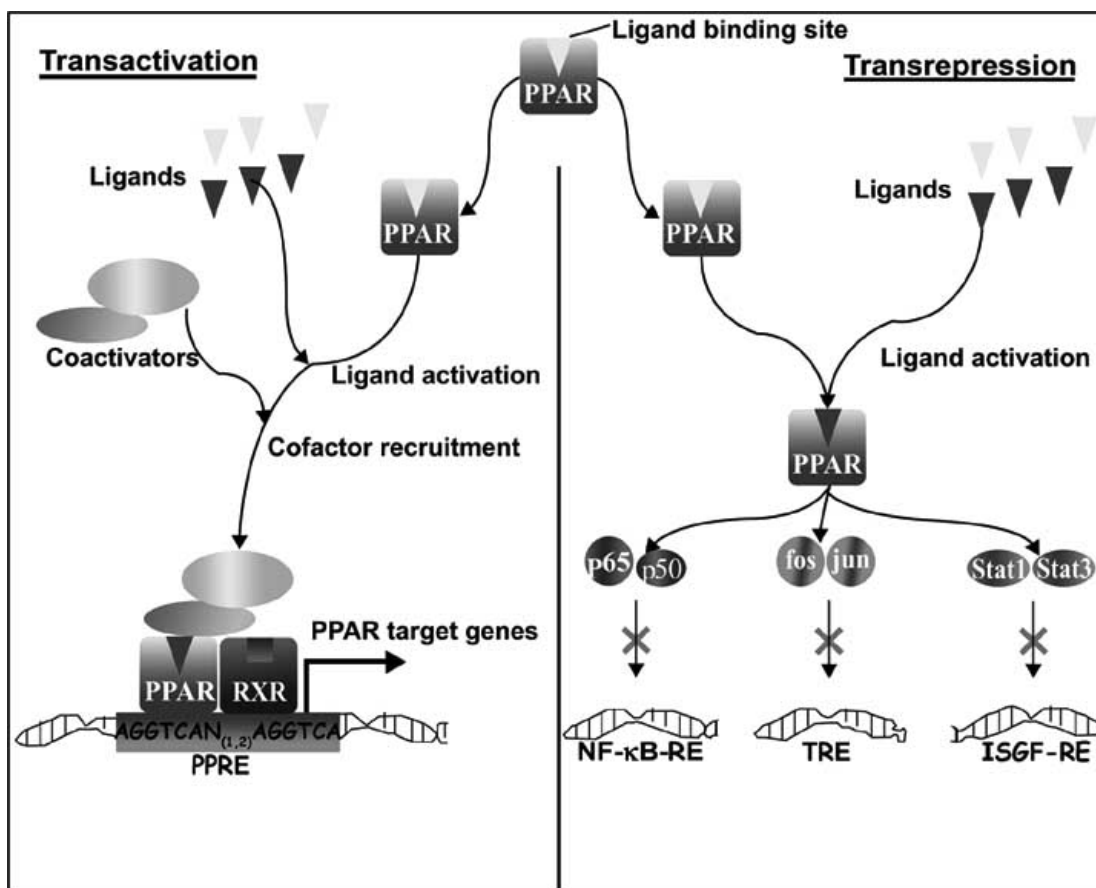 Ligand binding site
Transactivation
Transrepression
PPAR
Ligands
PPAR
PPAR
Ligands
Coactivators
Ligand activation
Ligand activation
Cofactor recruitment
PPAR
p65 p50
fos jun
Stat1 Stat3
PPAR target genes
PPAR RXR
AGGTCAN(1,2)AGGTCA
PPRE
NF-κB-RE
TRE
ISGF-RE